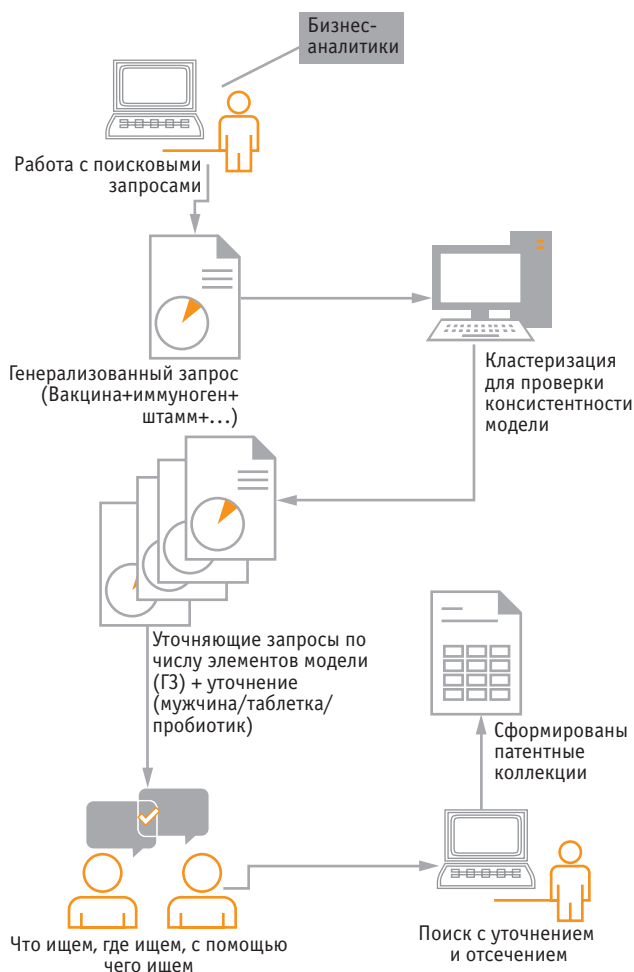 Бизнес-
аналитики
Работа с поисковыми
запросами
Генерализованный запрос
(Вакцина+иммуноген+
штамм+...)
Кластеризация
для проверки
консистентности
модели
Уточняющие запросы по
числу элементов модели
(ГЗ) + уточнение
(мужчина/таблетка/
пробиотик)
Сформированы
патентные
коллекции
Что ищем, где ищем, с помощью
чего ищем
Поиск с уточнением
и отсечением